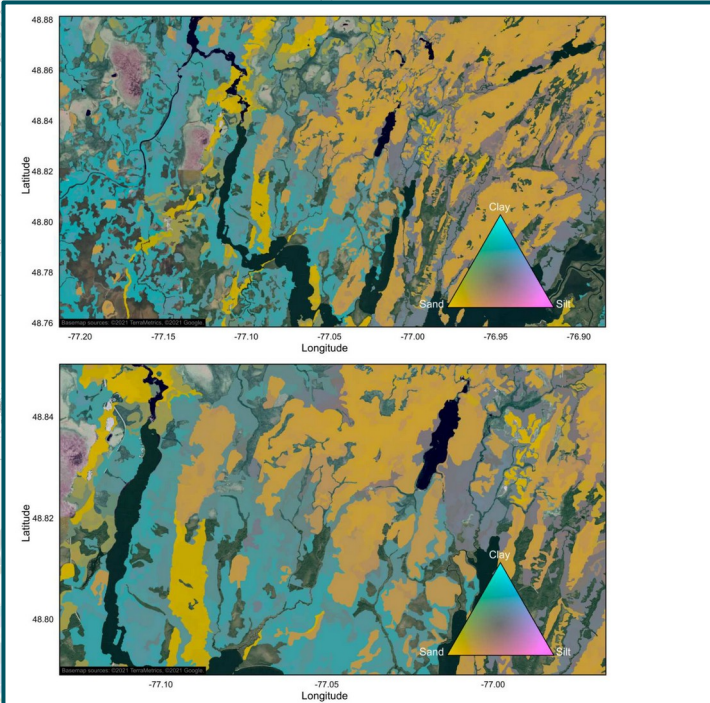 48.88
48.86
48.84
48.82
48.80
48.78
48.76
Latitude
Clay
Sand
Silt
Basemap sources: ©2021 TerraMetrics, ©2021 Google
-77.20
-77.15
-77.10
-77.05
-77.00
-76.95
-76.90
Longitude
48.84
48.82
48.80
Latitude
Clay
Sand
Silt
Basemap sources: ©2021 TerraMetrics, ©2021 Google
-77.10
-77.05
-77.00
Longitude